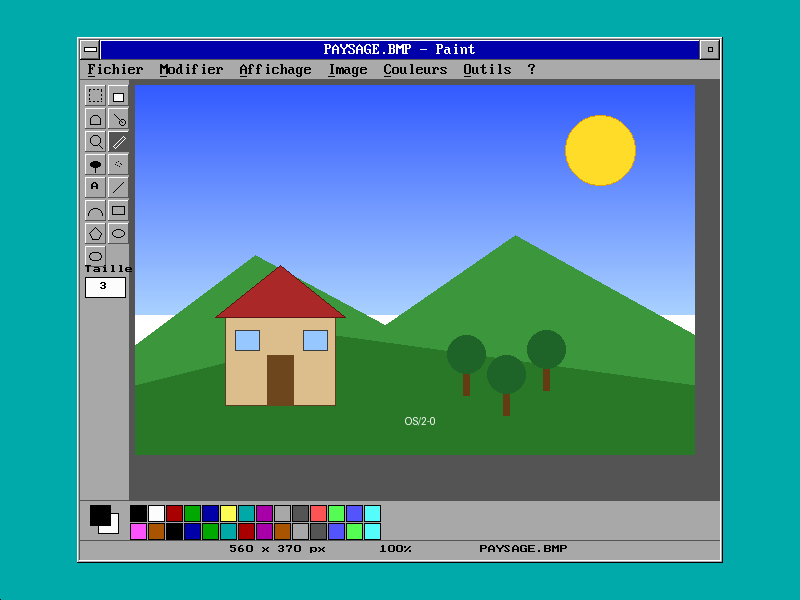 PAYSAGE.BMP - Paint
Fichier Modifier Affichage Image Couleurs Outils ?
A
Taille
3
OS/2-0
560 x 370 px 100% PAYSAGE.BMP